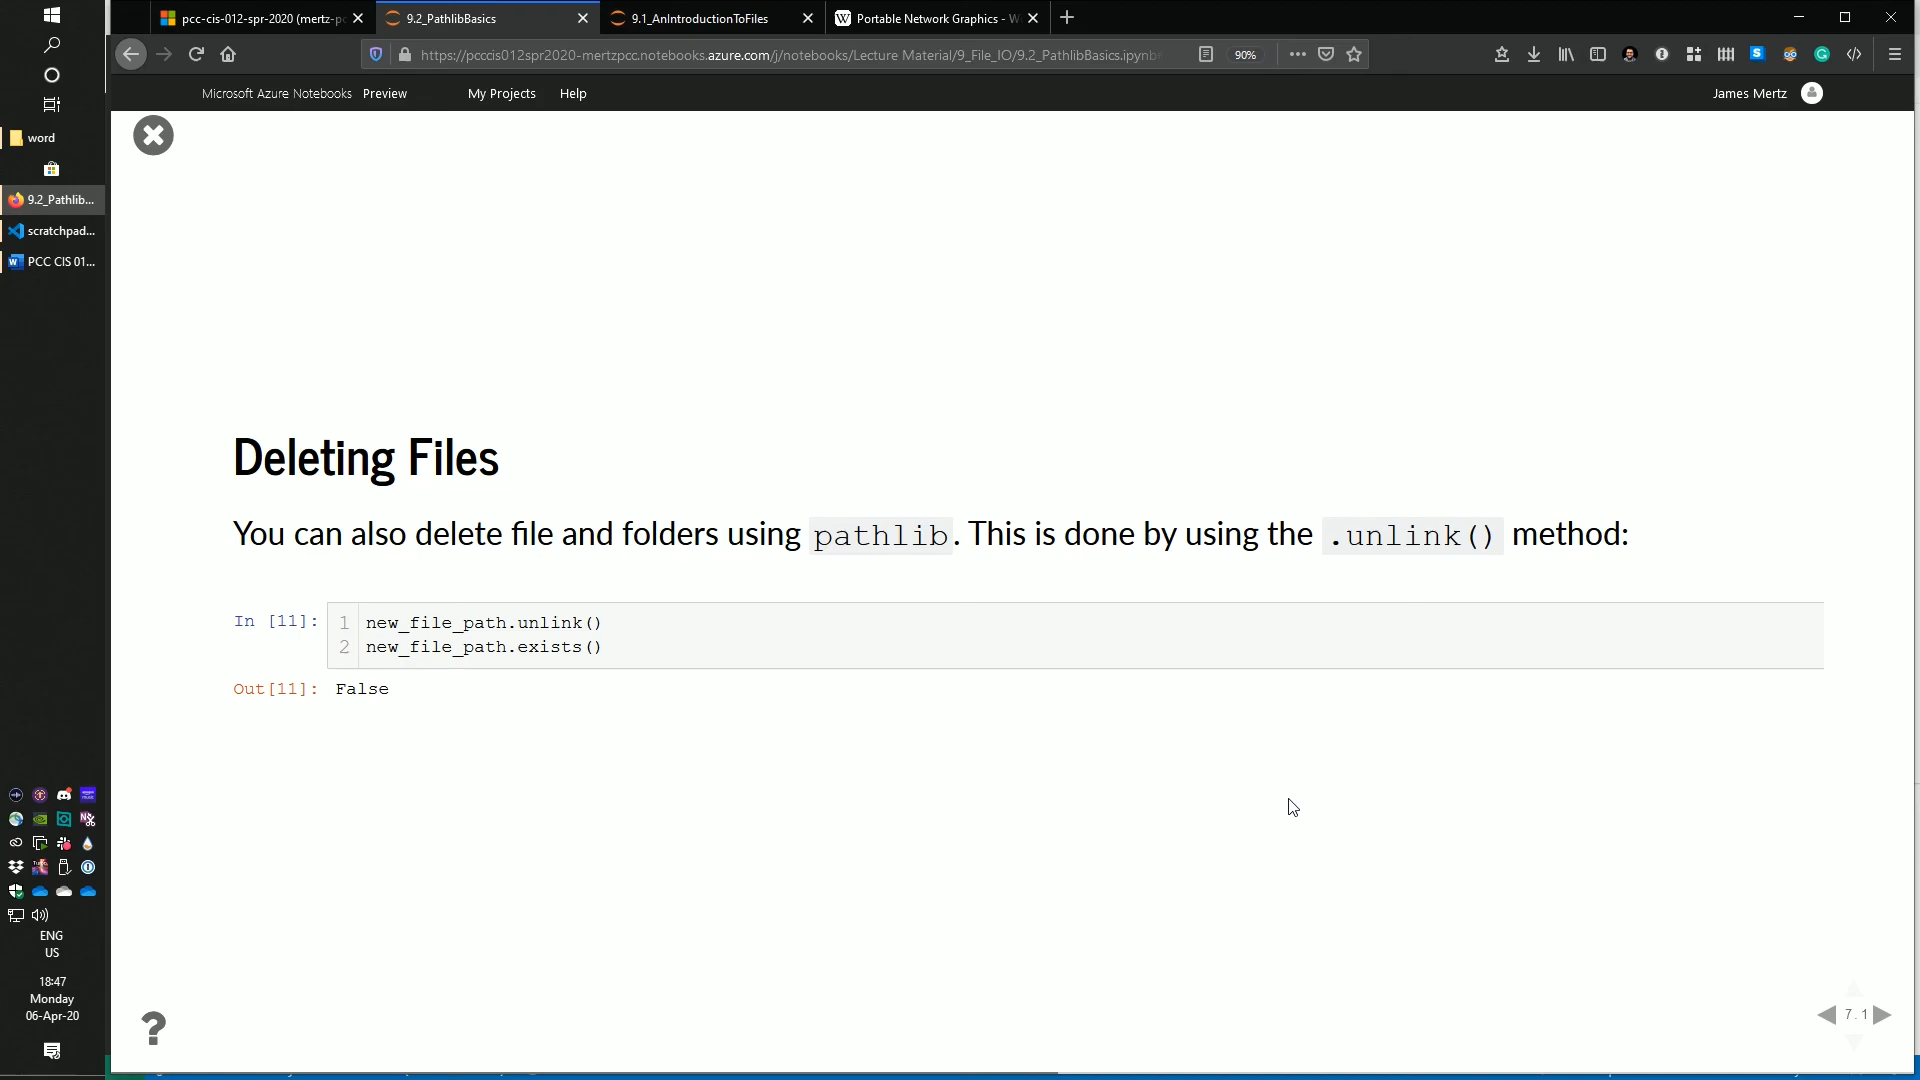 pcc-cis-012-spr-2020 (mertz-p
9.2_PathlibBasics
9.1_AnIntroductionToFiles
Portable Network Graphics - W
https://pcccis012spr2020-mertzpcc.notebooks.azure.com/j/notebooks/Lecture Material/9_File_IO/9.2_PathlibBasics.ipynb
90%
Microsoft Azure Notebooks Preview
My Projects
Help
James Mertz
word
9.2_Pathlib...
scratchpad...
PCC CIS 01...
Deleting Files
You can also delete file and folders using pathlib. This is done by using the .unlink() method:
In [11]:
1 new_file_path.unlink()
2 new_file_path.exists()
Out[11]: False
ENG
US
18:47
Monday
06-Apr-20
7.1